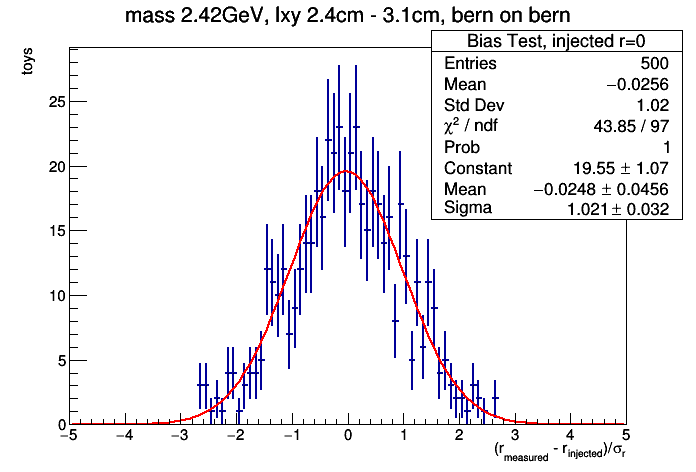 mass 2.42GeV, lxy 2.4cm - 3.1cm, bern on bern
toys
Bias Test, injected r=0
Entries 500
Mean −0.0256
Std Dev 1.02
χ² / ndf 43.85 / 97
Prob 1
Constant 19.55 ± 1.07
Mean −0.0248 ± 0.0456
Sigma 1.021 ± 0.032
25
20
15
10
5
0
−5 −4 −3 −2 −1 0 1 2 3 4 5
(r_measured - r_injected)/σ_r